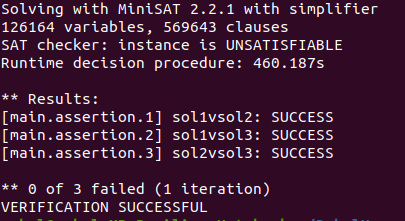 Solving with MiniSAT 2.2.1 with simplifier
126164 variables, 569643 clauses
SAT checker: instance is UNSATISFIABLE
Runtime decision procedure: 460.187s
** Results:
[main.assertion.1] sol1vsol2: SUCCESS
[main.assertion.2] sol1vsol3: SUCCESS
[main.assertion.3] sol2vsol3: SUCCESS
** 0 of 3 failed (1 iteration)
VERIFICATION SUCCESSFUL